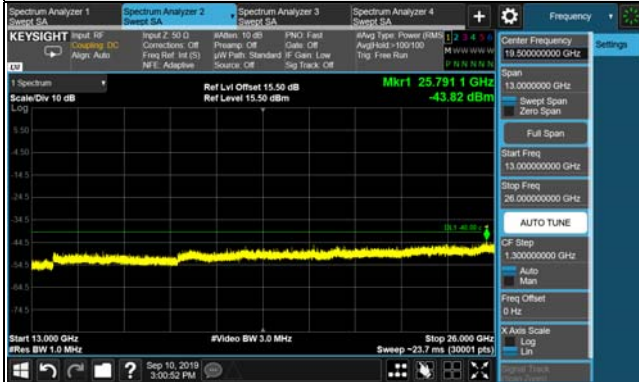 Spectrum Analyzer 1
Swept SA
Spectrum Analyzer 2
Swept SA
Spectrum Analyzer 3
Swept SA
Spectrum Analyzer 4
Swept SA
+
Frequency
KEYSIGHT
Input: RF
Coupling: DC
Align: Auto
Input Z: 50 Ω
Corrections: Off
Freq Ref: Int (S)
NFE: Adaptive
#Atten: 10 dB
Preamp: Off
µW Path: Standard
Source: Off
PNO: Fast
Gate: Off
IF Gain: Low
Sig Track: Off
#Avg Type: Power (RMS
Avg|Hold: >100/100
Trig: Free Run
1 2 3 4 5 6
M W W W W W
P N N N N N
LXI
1 Spectrum
Scale/Div 10 dB
Log
Ref Lvl Offset 15.50 dB
Ref Level 15.50 dBm
Mkr1 25.791 1 GHz
-43.82 dBm
5.50
-4.50
-14.5
-24.5
-34.5
-44.5
-54.5
-64.5
-74.5
Start 13.000 GHz
#Res BW 1.0 MHz
#Video BW 3.0 MHz
Stop 26.000 GHz
Sweep ~23.7 ms (30001 pts)
Center Frequency
19.500000000 GHz
Settings
Span
13.0000000 GHz
Swept Span
Zero Span
Full Span
Start Freq
13.000000000 GHz
Stop Freq
26.000000000 GHz
AUTO TUNE
CF Step
1.300000000 GHz
Auto
Man
Freq Offset
0 Hz
X Axis Scale
Log
Lin
Signal Track
Sep 10, 2019
3:00:52 PM